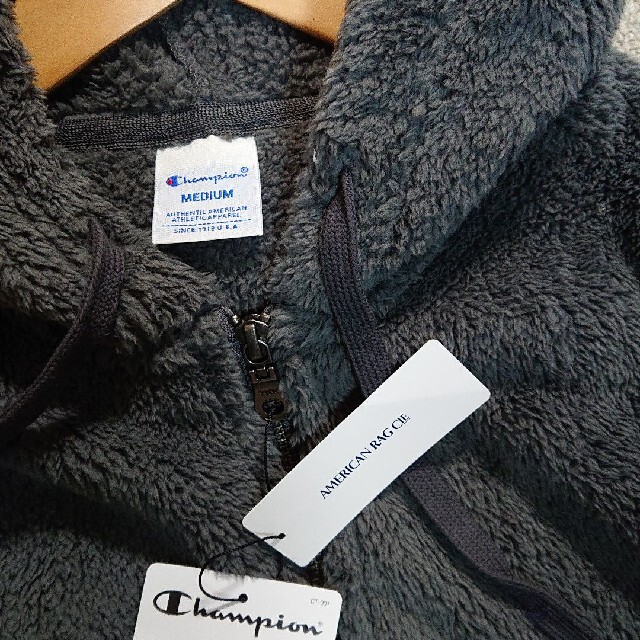 Champion®
MEDIUM
AUTHENTIC AMERICAN
ATHLETIC APPAREL
SINCE 1919 U.S.A
AMERICAN RAG CIE
Champion